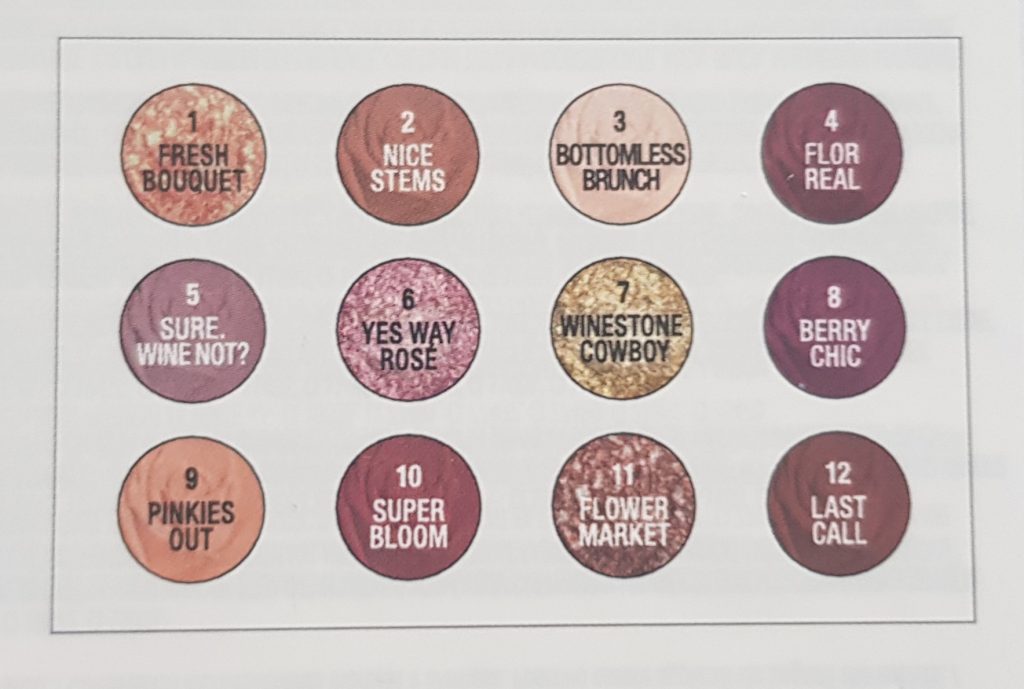 1
FRESH
BOUQUET
2
NICE
STEMS
3
BOTTOMLESS
BRUNCH
4
FLOR
REAL
5
SURE.
WINE NOT?
6
YES WAY
ROSÉ
7
WINESTONE
COWBOY
8
BERRY
CHIC
9
PINKIES
OUT
10
SUPER
BLOOM
11
FLOWER
MARKET
12
LAST
CALL